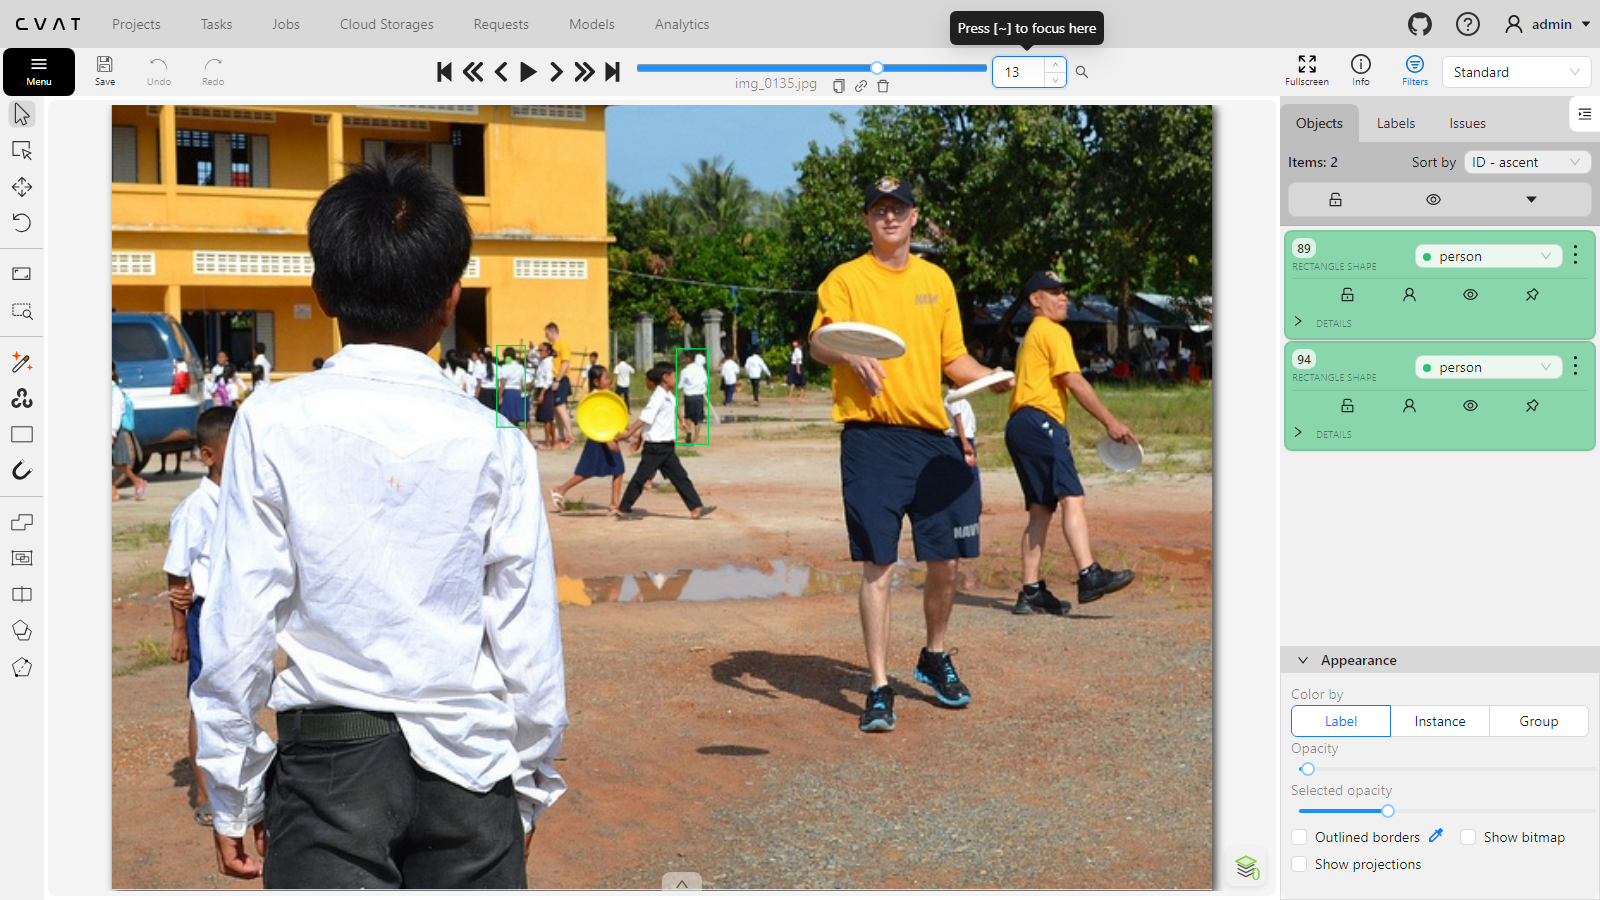 CVAT
Projects
Tasks
Jobs
Cloud Storages
Requests
Models
Analytics
Press [~] to focus here
admin
Menu
Save
Undo
Redo
img_0135.jpg
13
Fullscreen
Info
Filters
Standard
Objects
Labels
Issues
Items: 2
Sort by
ID - ascent
89
RECTANGLE SHAPE
person
DETAILS
94
RECTANGLE SHAPE
person
DETAILS
NAVY
NAVY
Appearance
Color by
Label
Instance
Group
Opacity
Selected opacity
Outlined borders
Show bitmap
Show projections
0